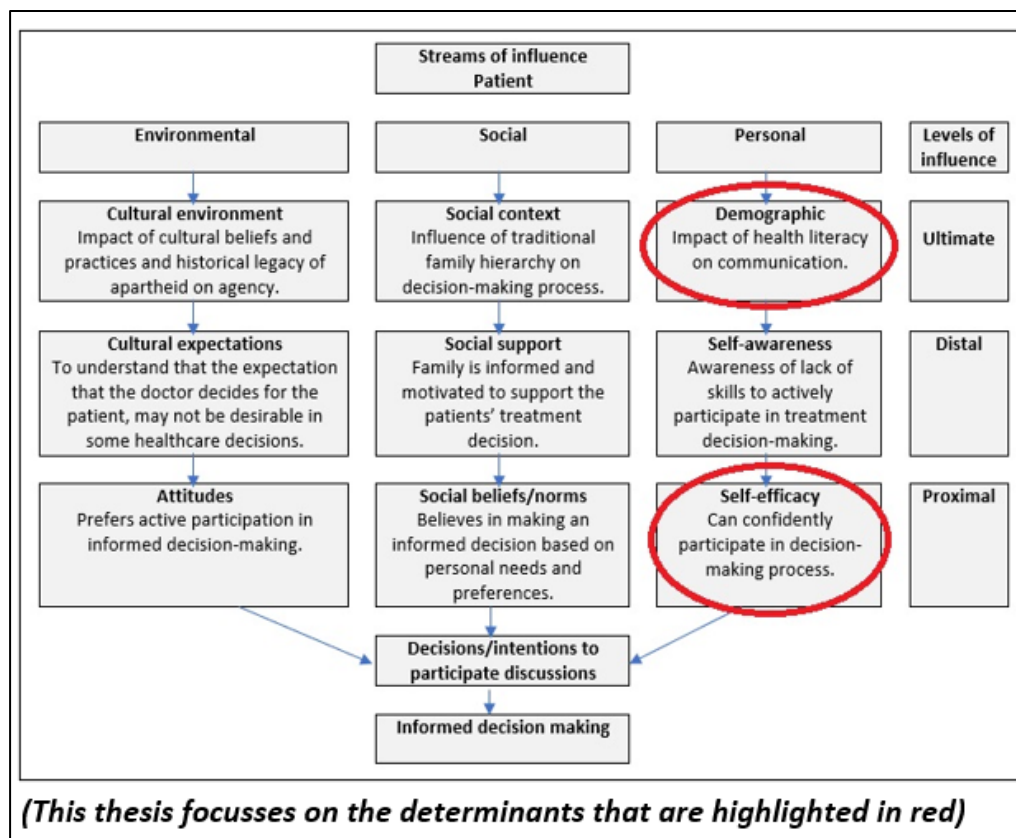 Streams of influence
Patient
Environmental
Social
Personal
Levels of
influence
Cultural environment
Impact of cultural beliefs and
practices and historical legacy of
apartheid on agency.
Social context
Influence of traditional
family hierarchy on
decision-making process.
Demographic
Impact of health literacy
on communication.
Ultimate
Cultural expectations
To understand that the expectation
that the doctor decides for the
patient, may not be desirable in
some healthcare decisions.
Social support
Family is informed and
motivated to support the
patients’ treatment
decision.
Self-awareness
Awareness of lack of
skills to actively
participate in treatment
decision-making.
Distal
Attitudes
Prefers active participation in
informed decision-making.
Social beliefs/norms
Believes in making an
informed decision based on
personal needs and
preferences.
Self-efficacy
Can confidently
participate in decision-
making process.
Proximal
Decisions/intentions to
participate discussions
Informed decision making
(This thesis focusses on the determinants that are highlighted in red)